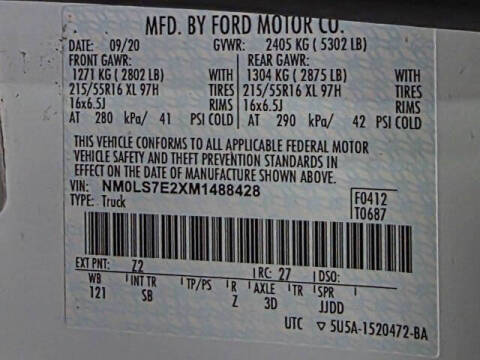 MFD. BY FORD MOTOR CO.
DATE: 09/20 GVWR: 2405 KG ( 5302 LB)
FRONT GAWR: REAR GAWR:
1271 KG ( 2802 LB) WITH 1304 KG ( 2875 LB) WITH
215/55R16 XL 97H TIRES 215/55R16 XL 97H TIRES
16x6.5J RIMS 16x6.5J RIMS
AT 280 kPa/ 41 PSI COLD AT 290 kPa/ 42 PSI COLD
THIS VEHICLE CONFORMS TO ALL APPLICABLE FEDERAL MOTOR
VEHICLE SAFETY AND THEFT PREVENTION STANDARDS IN
EFFECT ON THE DATE OF MANUFACTURE SHOWN ABOVE.
VIN: NM0LS7E2XM1488428 F0412
TYPE: Truck T0687
EXT PNT: Z2 RC: 27 DSO:
WB INT TR TP/PS R AXLE TR SPR
121 SB Z 3D JJDD
UTC ▽ 5U5A-1520472-BA